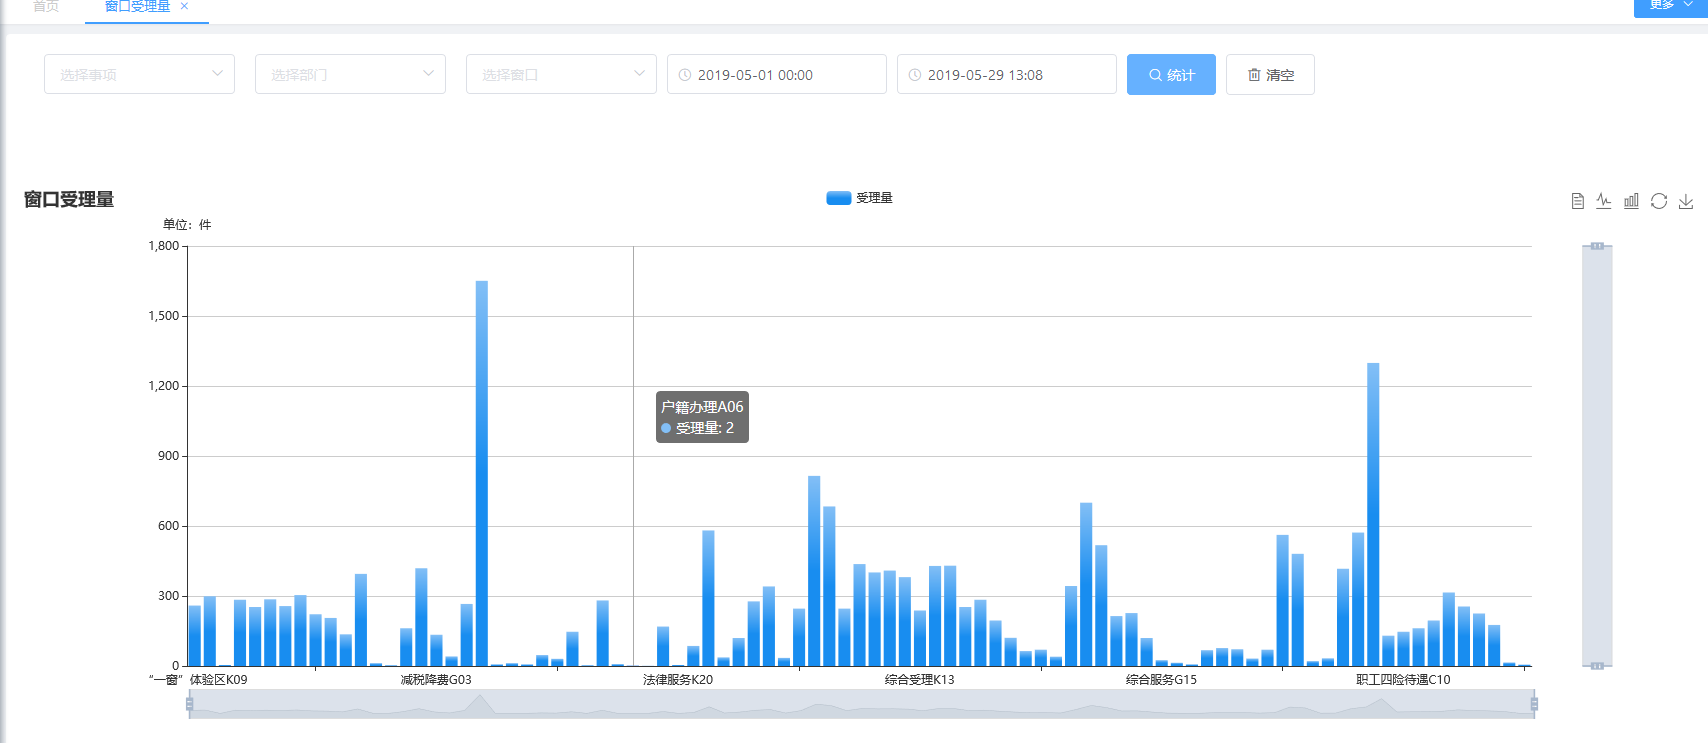 首页
窗口受理量
更多
选择事项
选择部门
选择窗口
2019-05-01 00:00
2019-05-29 13:08
统计
清空
窗口受理量
受理量
单位：件
1,800
1,500
1,200
900
600
300
0
户籍办理A06
受理量: 2
“一窗”体验区K09
减税降费G03
法律服务K20
综合受理K13
综合服务G15
职工四险待遇C10